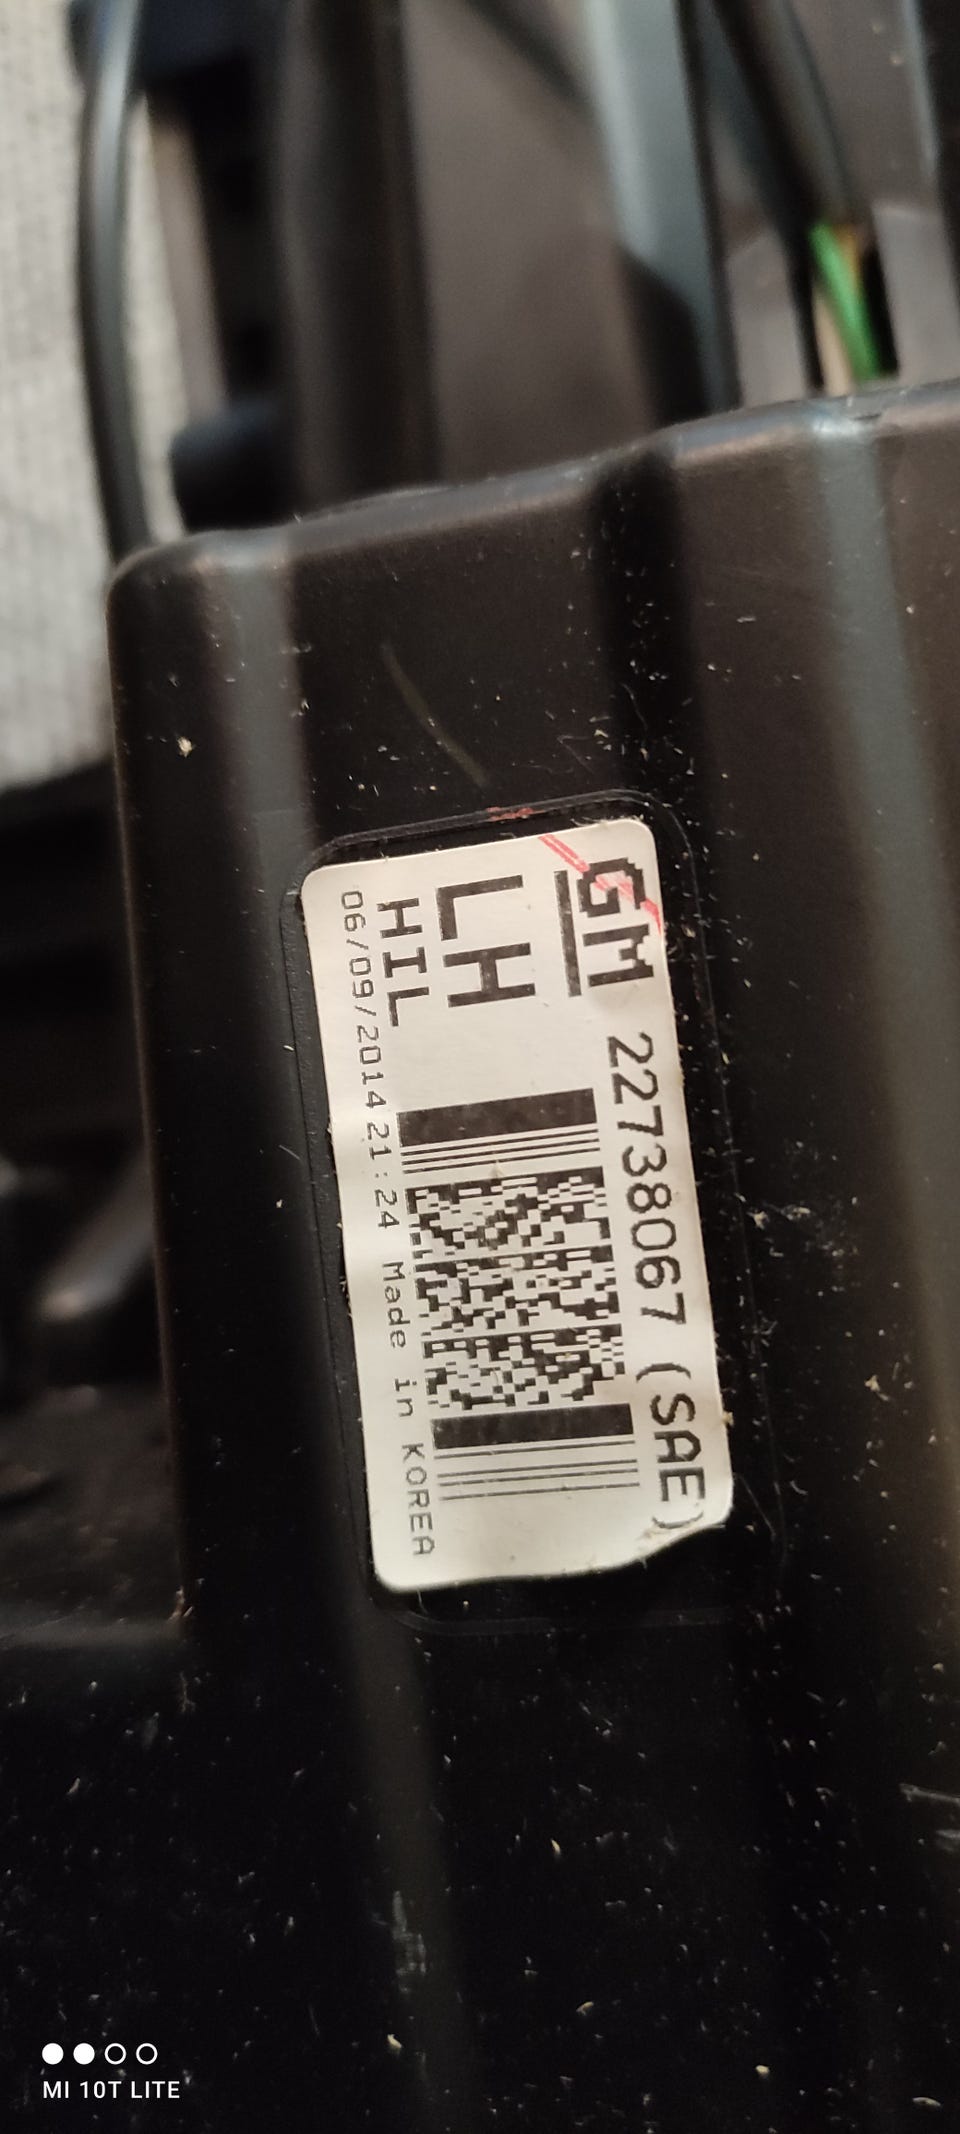 GM 22738067 (SAE)
LH
HIL
06/09/2014 21:24 Made in KOREA
MI 10T LITE